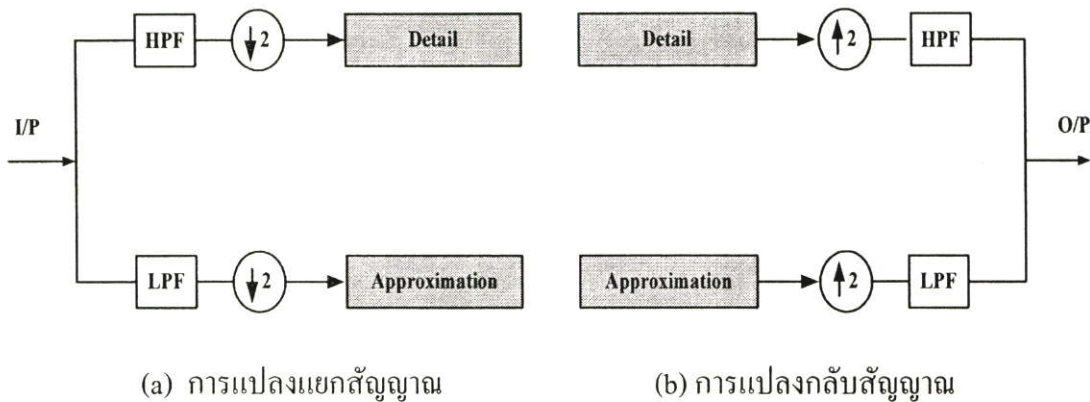 HPF
↓2
Detail
I/P
LPF
↓2
Approximation
(a) การแปลงแยกสัญญาณ
Detail
↑2
HPF
O/P
Approximation
↑2
LPF
(b) การแปลงกลับสัญญาณ